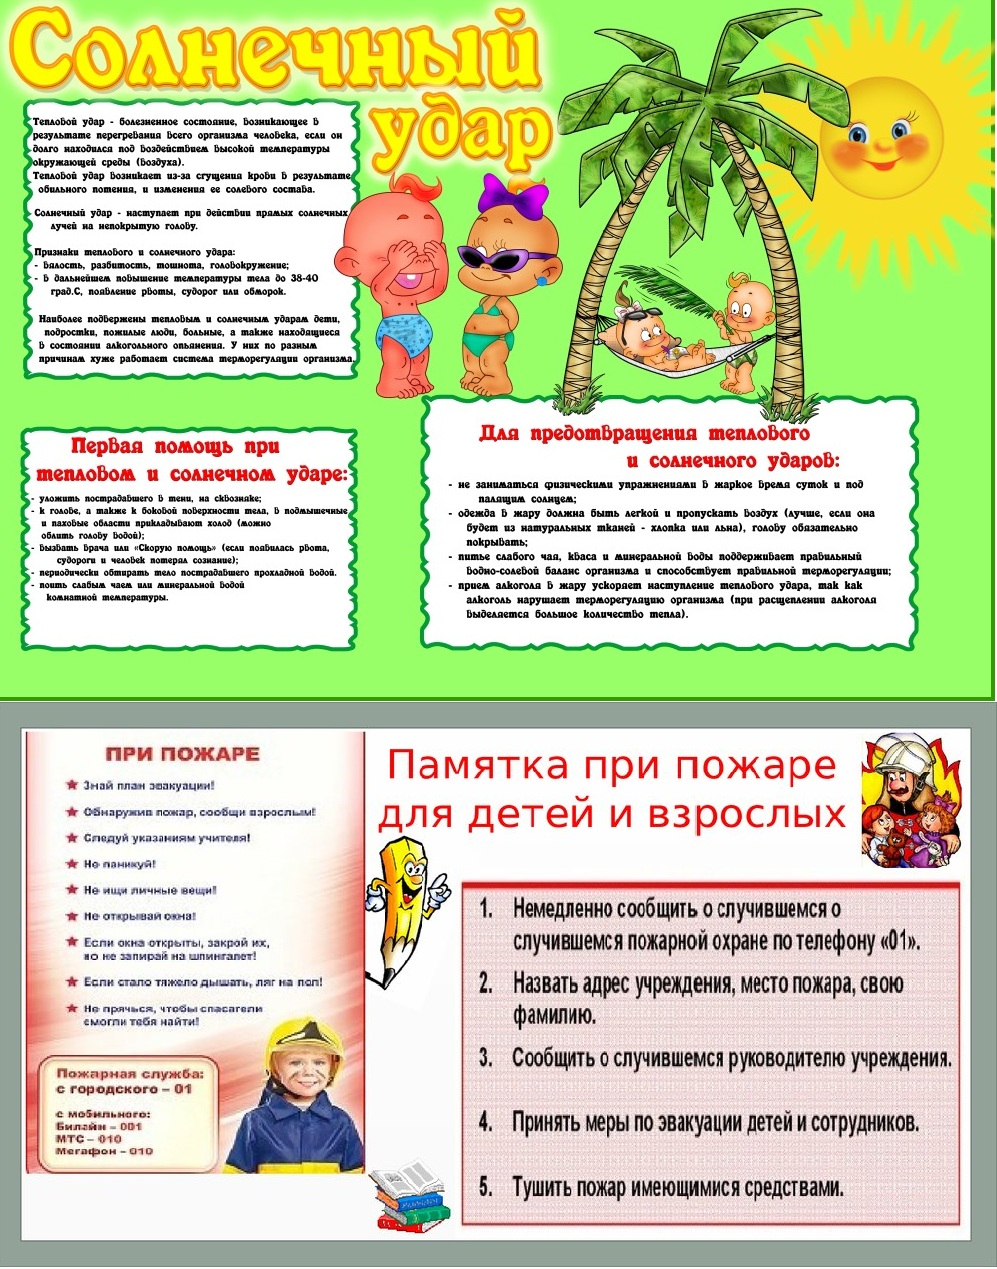 Солнечный
удар
Тепловой удар - болезненное состояние, возникающее в
результате перегревания всего организма человека, если он
долго находился под воздействием высокой температуры
окружающей среды (воздуха).
Тепловой удар возникает из-за сгущения крови в результате
обильного потения, и изменения ее солевого состава.
Солнечный удар - наступает при действии прямых солнечных
лучей на непокрытую голову.
Признаки теплового и солнечного удара:
- вялость, разбитость, тошнота, головокружение;
- в дальнейшем повышение температуры тела до 38-40
град.С, появление рвоты, судорог или обморок.
Наиболее подвержены тепловым и солнечным ударам дети,
подростки, пожилые люди, больные, а также находящиеся
в состоянии алкогольного опьянения. У них по разным
причинам хуже работает система терморегуляции организма.
Первая помощь при
тепловом и солнечном ударе:
- уложить пострадавшего в тени, на сквозняке;
- к голове, а также к боковой поверхности тела, в подмышечные
и паховые области прикладывают холод (можно
облить голову водой);
- вызвать врача или «Скорую помощь» (если появилась рвота,
судороги и человек потерял сознание);
- периодически обтирать тело пострадавшего прохладной водой.
- поить слабым чаем или минеральной водой
комнатной температуры.
Для предотвращения теплового
и солнечного ударов:
- не заниматься физическими упражнениями в жаркое время суток и под
палящим солнцем;
- одежда в жару должна быть легкой и пропускать воздух (лучше, если она
будет из натуральных тканей - хлопка или льна), голову обязательно
покрывать;
- питье слабого чая, кваса и минеральной воды поддерживает правильный
водно-солевой баланс организма и способствует правильной терморегуляции;
- прием алкоголя в жару ускоряет наступление теплового удара, так как
алкоголь нарушает терморегуляцию организма (при расщеплении алкоголя
выделяется большое количество тепла).
ПРИ ПОЖАРЕ
Знай план эвакуации!
Обнаружив пожар, сообщи взрослым!
Следуй указаниям учителя!
Не паникуй!
Не ищи личные вещи!
Не открывай окна!
Если окна открыты, закрой их,
но не запирай на шпингалет!
Если стало тяжело дышать, ляг на пол!
Не прячься, чтобы спасатели
смогли тебя найти!
Пожарная служба:
с городского – 01
с мобильного:
Билайн – 001
МТС – 010
Мегафон – 010
Памятка при пожаре
для детей и взрослых
1. Немедленно сообщить о случившемся о
случившемся пожарной охране по телефону «01».
2. Назвать адрес учреждения, место пожара, свою
фамилию.
3. Сообщить о случившемся руководителю учреждения.
4. Принять меры по эвакуации детей и сотрудников.
5. Тушить пожар имеющимися средствами.